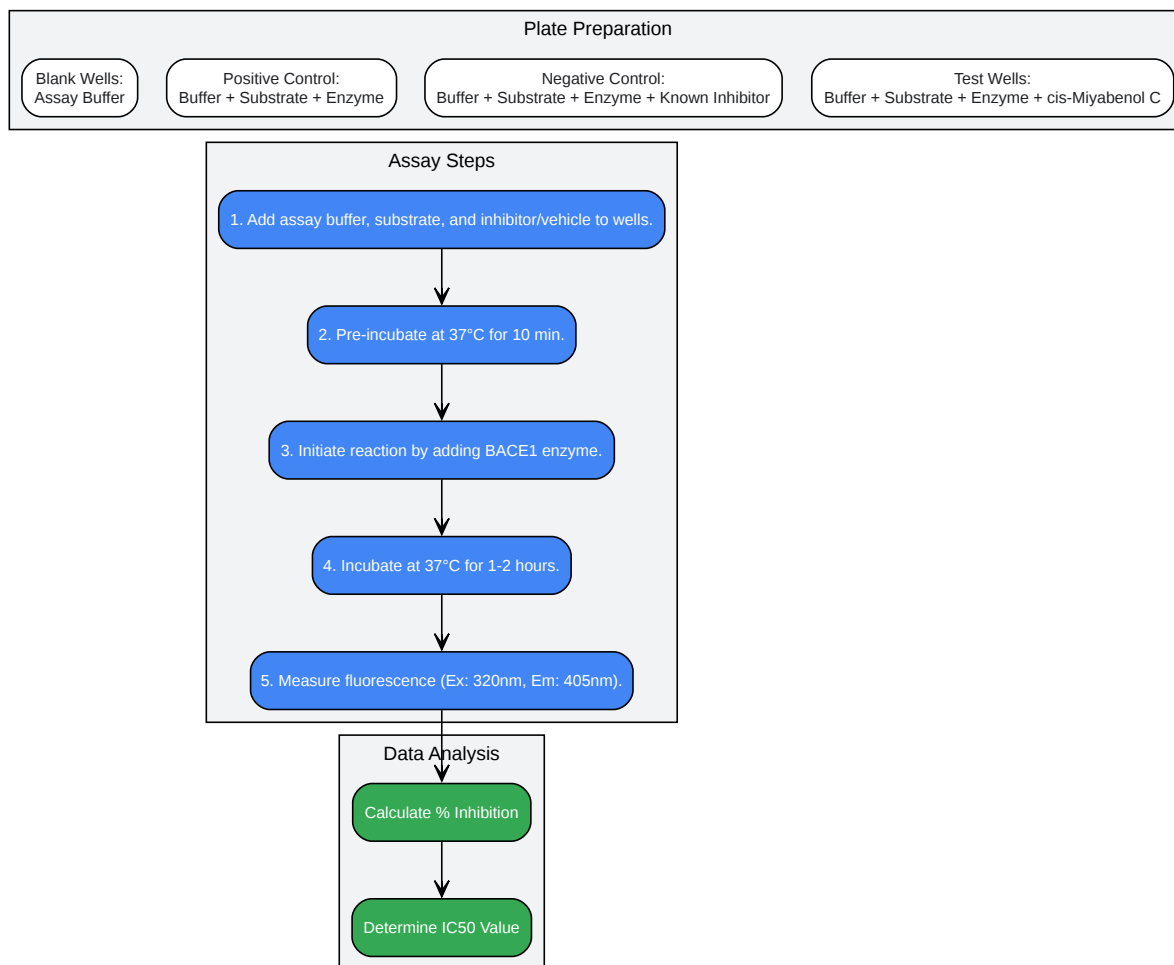 Plate Preparation
Blank Wells:
Assay Buffer
Positive Control:
Buffer + Substrate + Enzyme
Negative Control:
Buffer + Substrate + Enzyme + Known Inhibitor
Test Wells:
Buffer + Substrate + Enzyme + cis-Miyabenol C
Assay Steps
1. Add assay buffer, substrate, and inhibitor/vehicle to wells.
2. Pre-incubate at 37°C for 10 min.
3. Initiate reaction by adding BACE1 enzyme.
4. Incubate at 37°C for 1-2 hours.
5. Measure fluorescence (Ex: 320nm, Em: 405nm).
Data Analysis
Calculate % Inhibition
Determine IC50 Value